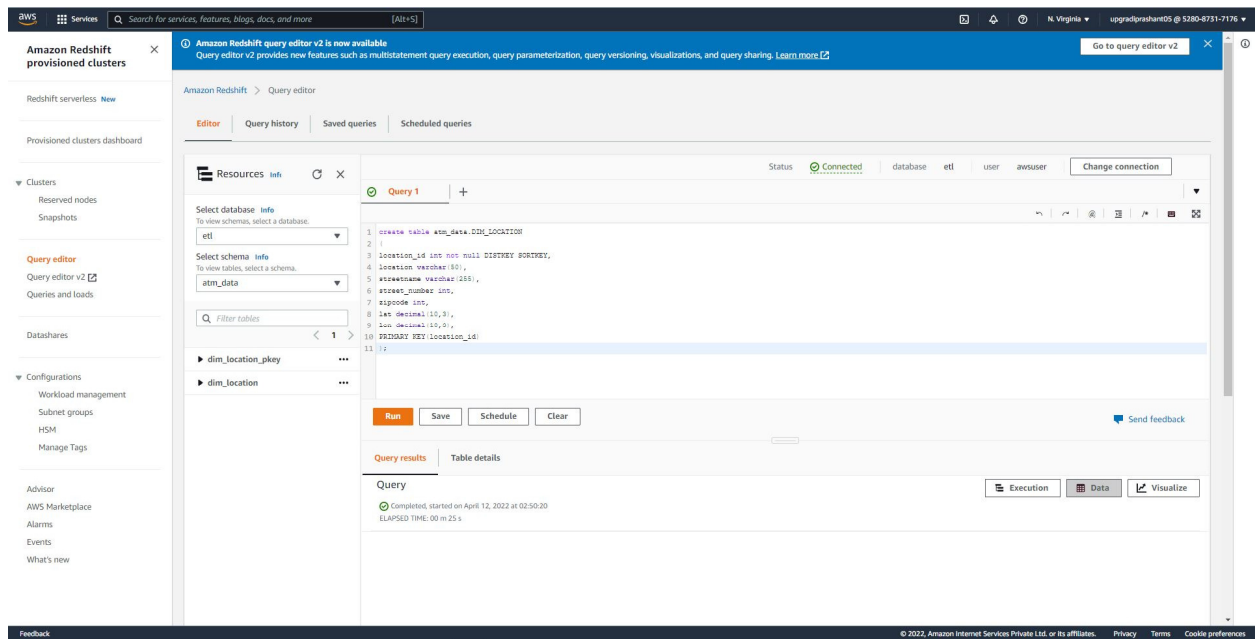 aws Services Search for services, features, blogs, docs, and more [Alt+S] N. Virginia upgradiprashant05 @ 5280-8731-7176
Amazon Redshift provisioned clusters
Redshift serverless New
Provisioned clusters dashboard
Clusters
Reserved nodes
Snapshots
Query editor
Query editor v2
Queries and loads
Datashares
Configurations
Workload management
Subnet groups
HSM
Manage Tags
Advisor
AWS Marketplace
Alarms
Events
What's new
Amazon Redshift query editor v2 is now available
Query editor v2 provides new features such as multistatement query execution, query parameterization, query versioning, visualizations, and query sharing. Learn more
Go to query editor v2
Amazon Redshift > Query editor
Editor Query history Saved queries Scheduled queries
Resources Info
Select database Info
To view schemas, select a database.
etl
Select schema Info
To view tables, select a schema.
atm_data
Filter tables
< 1 >
dim_location_pkey
dim_location
Status Connected database etl user awsuser Change connection
Query 1 +
1 create table atm_data.DIM_LOCATION
2 (
3 location_id int not null DISTKEY SORTKEY,
4 location varchar(50),
5 streetname varchar(255),
6 street_number int,
7 zipcode int,
8 lat decimal(10,3),
9 lon decimal(10,3),
10 PRIMARY KEY(location_id)
11 );
Run Save Schedule Clear
Send feedback
Query results Table details
Query
Execution Data Visualize
Completed, started on April 12, 2022 at 02:50:20
ELAPSED TIME: 00 m 25 s
Feedback © 2022, Amazon Internet Services Private Ltd. or its affiliates. Privacy Terms Cookie preferences